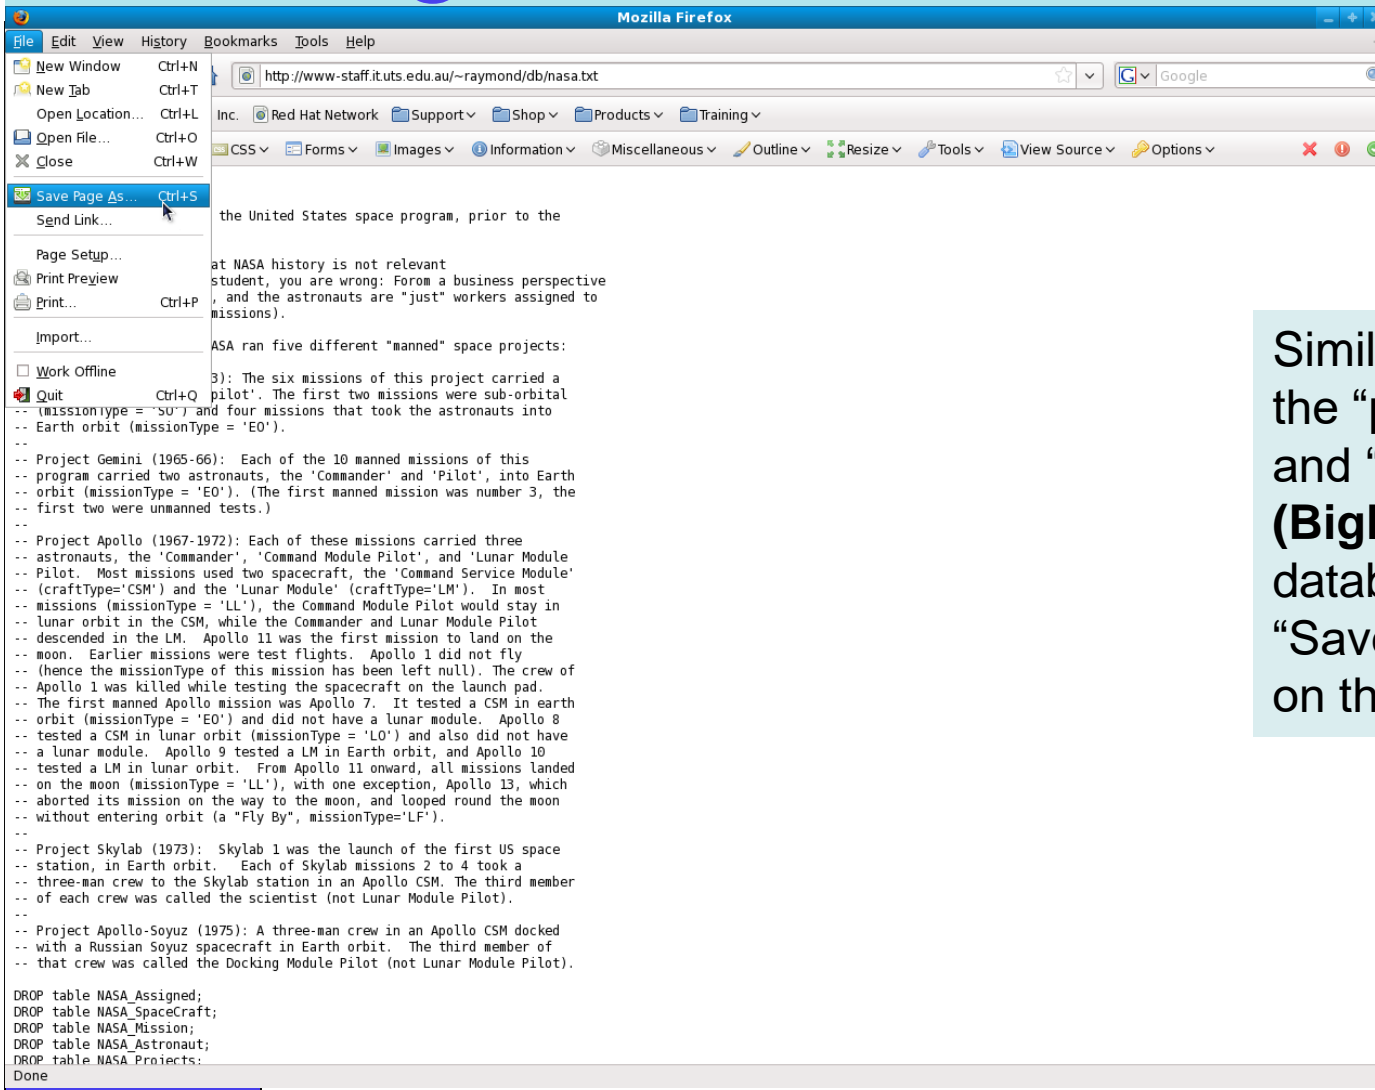 Mozilla Firefox
File Edit View History Bookmarks Tools Help
New Window Ctrl+N
New Tab Ctrl+T
Open Location... Ctrl+L
Open File... Ctrl+O
Close Ctrl+W
Save Page As... Ctrl+S
Send Link...
Page Setup...
Print Preview
Print... Ctrl+P
Import...
Work Offline
Quit Ctrl+Q
http://www-staff.it.uts.edu.au/~raymond/db/nasa.txt
G Google
Inc. Red Hat Network Support Shop Products Training
CSS Forms Images Information Miscellaneous Outline Resize Tools View Source Options
the United States space program, prior to the
at NASA history is not relevant
student, you are wrong: Forom a business perspective
, and the astronauts are "just" workers assigned to
missions).
ASA ran five different "manned" space projects:
3): The six missions of this project carried a
pilot'. The first two missions were sub-orbital
-- (missionType = 'SO') and four missions that took the astronauts into
-- Earth orbit (missionType = 'EO').
--
-- Project Gemini (1965-66): Each of the 10 manned missions of this
-- program carried two astronauts, the 'Commander' and 'Pilot', into Earth
-- orbit (missionType = 'EO'). (The first manned mission was number 3, the
-- first two were unmanned tests.)
--
-- Project Apollo (1967-1972): Each of these missions carried three
-- astronauts, the 'Commander', 'Command Module Pilot', and 'Lunar Module
-- Pilot. Most missions used two spacecraft, the 'Command Service Module'
-- (craftType='CSM') and the 'Lunar Module' (craftType='LM'). In most
-- missions (missionType = 'LL'), the Command Module Pilot would stay in
-- lunar orbit in the CSM, while the Commander and Lunar Module Pilot
-- descended in the LM. Apollo 11 was the first mission to land on the
-- moon. Earlier missions were test flights. Apollo 1 did not fly
-- (hence the missionType of this mission has been left null). The crew of
-- Apollo 1 was killed while testing the spacecraft on the launch pad.
-- The first manned Apollo mission was Apollo 7. It tested a CSM in earth
-- orbit (missionType = 'EO') and did not have a lunar module. Apollo 8
-- tested a CSM in lunar orbit (missionType = 'LO') and also did not have
-- a lunar module. Apollo 9 tested a LM in Earth orbit, and Apollo 10
-- tested a LM in lunar orbit. From Apollo 11 onward, all missions landed
-- on the moon (missionType = 'LL'), with one exception, Apollo 13, which
-- aborted its mission on the way to the moon, and looped round the moon
-- without entering orbit (a "Fly By", missionType='LF').
--
-- Project Skylab (1973): Skylab 1 was the launch of the first US space
-- station, in Earth orbit. Each of Skylab missions 2 to 4 took a
-- three-man crew to the Skylab station in an Apollo CSM. The third member
-- of each crew was called the scientist (not Lunar Module Pilot).
--
-- Project Apollo-Soyuz (1975): A three-man crew in an Apollo CSM docked
-- with a Russian Soyuz spacecraft in Earth orbit. The third member of
-- that crew was called the Docking Module Pilot (not Lunar Module Pilot).
DROP table NASA_Assigned;
DROP table NASA_SpaceCraft;
DROP table NASA_Mission;
DROP table NASA_Astronaut;
DROP table NASA_Projects;
Done
Simil
the “p
and “
(Bigl
datab
“Save
on th